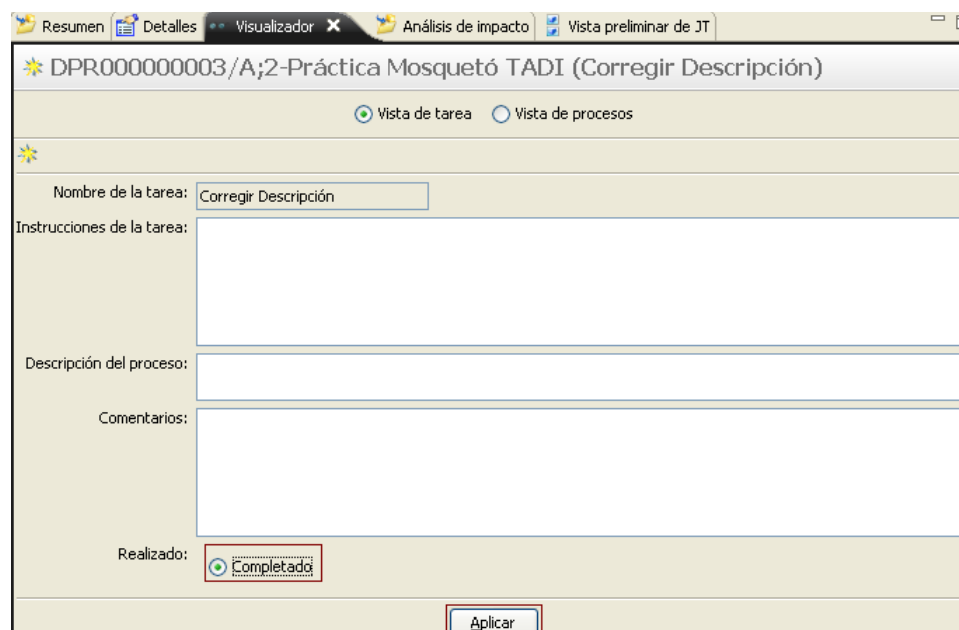 Resumen Detalles Visualizador X Análisis de impacto Vista preliminar de JT
DPR000000003/A;2-Práctica Mosquetó TADI (Corregir Descripción)
Vista de tarea Vista de procesos
Nombre de la tarea: Corregir Descripción
Instrucciones de la tarea:
Descripción del proceso:
Comentarios:
Realizado: Completado
Aplicar